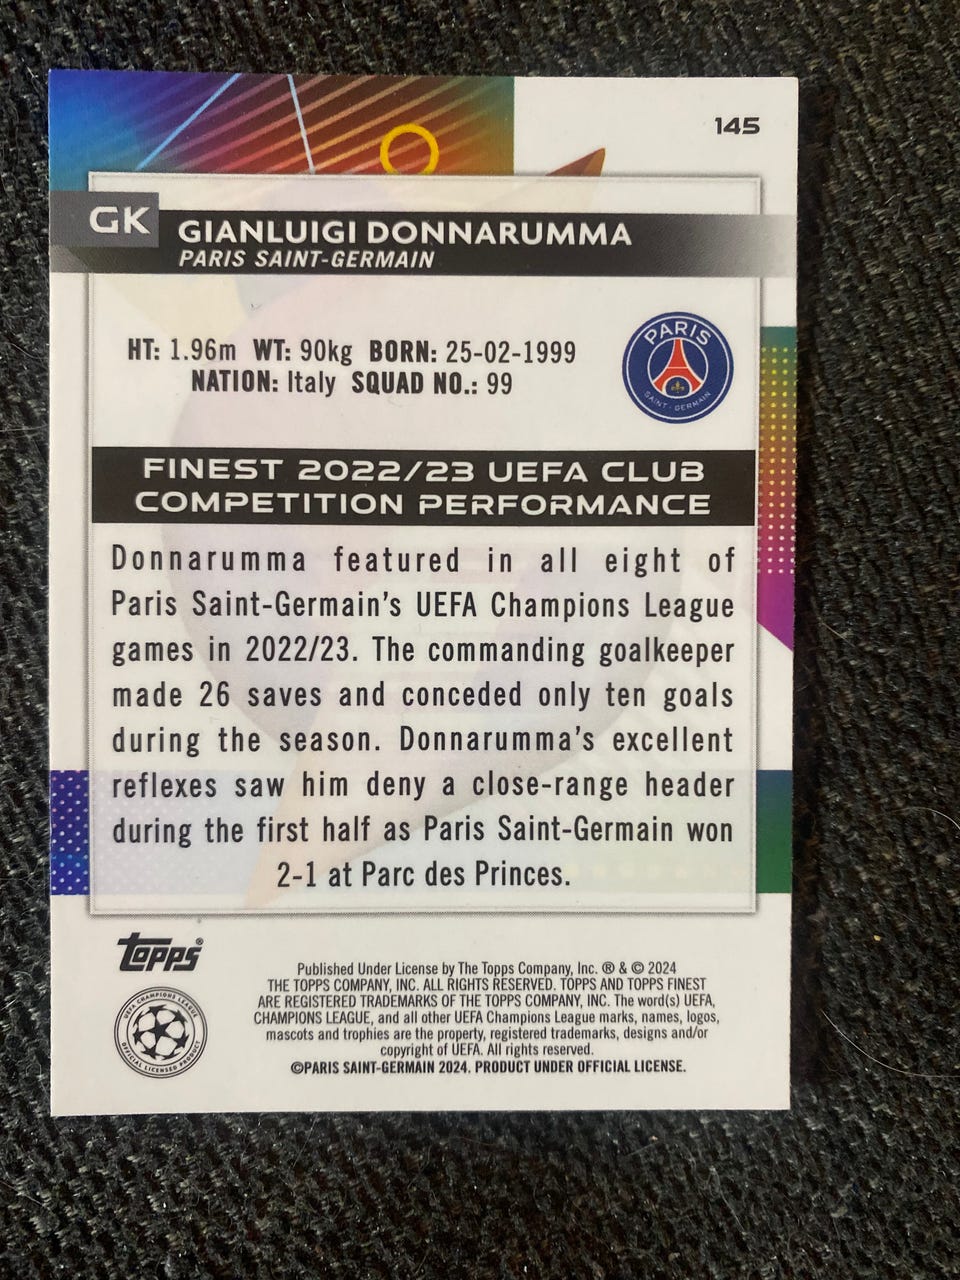 145
GK
GIANLUIGI DONNARUMMA
PARIS SAINT-GERMAIN
HT: 1.96m WT: 90kg BORN: 25-02-1999
NATION: Italy SQUAD NO.: 99
PARIS
SAINT-GERMAIN
FINEST 2022/23 UEFA CLUB
COMPETITION PERFORMANCE
Donnarumma featured in all eight of
Paris Saint-Germain's UEFA Champions League
games in 2022/23. The commanding goalkeeper
made 26 saves and conceded only ten goals
during the season. Donnarumma's excellent
reflexes saw him deny a close-range header
during the first half as Paris Saint-Germain won
2-1 at Parc des Princes.
Topps®
UEFA CHAMPIONS LEAGUE
OFFICIAL LICENSED PRODUCT
Published Under License by The Topps Company, Inc. ® & © 2024
THE TOPPS COMPANY, INC. ALL RIGHTS RESERVED. TOPPS AND TOPPS FINEST
ARE REGISTERED TRADEMARKS OF THE TOPPS COMPANY, INC. The word(s) UEFA,
CHAMPIONS LEAGUE, and all other UEFA Champions League marks, names, logos,
mascots and trophies are the property, registered trademarks, designs and/or
copyright of UEFA. All rights reserved.
©PARIS SAINT-GERMAIN 2024. PRODUCT UNDER OFFICIAL LICENSE.